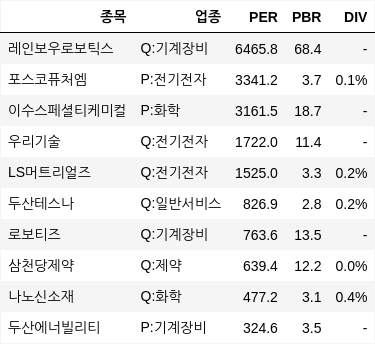 종목 업종 PER PBR DIV
레인보우로보틱스 Q:기계장비 6465.8 68.4 -
포스코퓨처엠 P:전기전자 3341.2 3.7 0.1%
이수스페셜티케미컬 P:화학 3161.5 18.7 -
우리기술 Q:전기전자 1722.0 11.4 -
LS머트리얼즈 Q:전기전자 1525.0 3.3 0.2%
두산테스나 Q:일반서비스 826.9 2.8 0.2%
로보티즈 Q:기계장비 763.6 13.5 -
삼천당제약 Q:제약 639.4 12.2 0.0%
나노신소재 Q:화학 477.2 3.1 0.4%
두산에너빌리티 P:기계장비 324.6 3.5 -